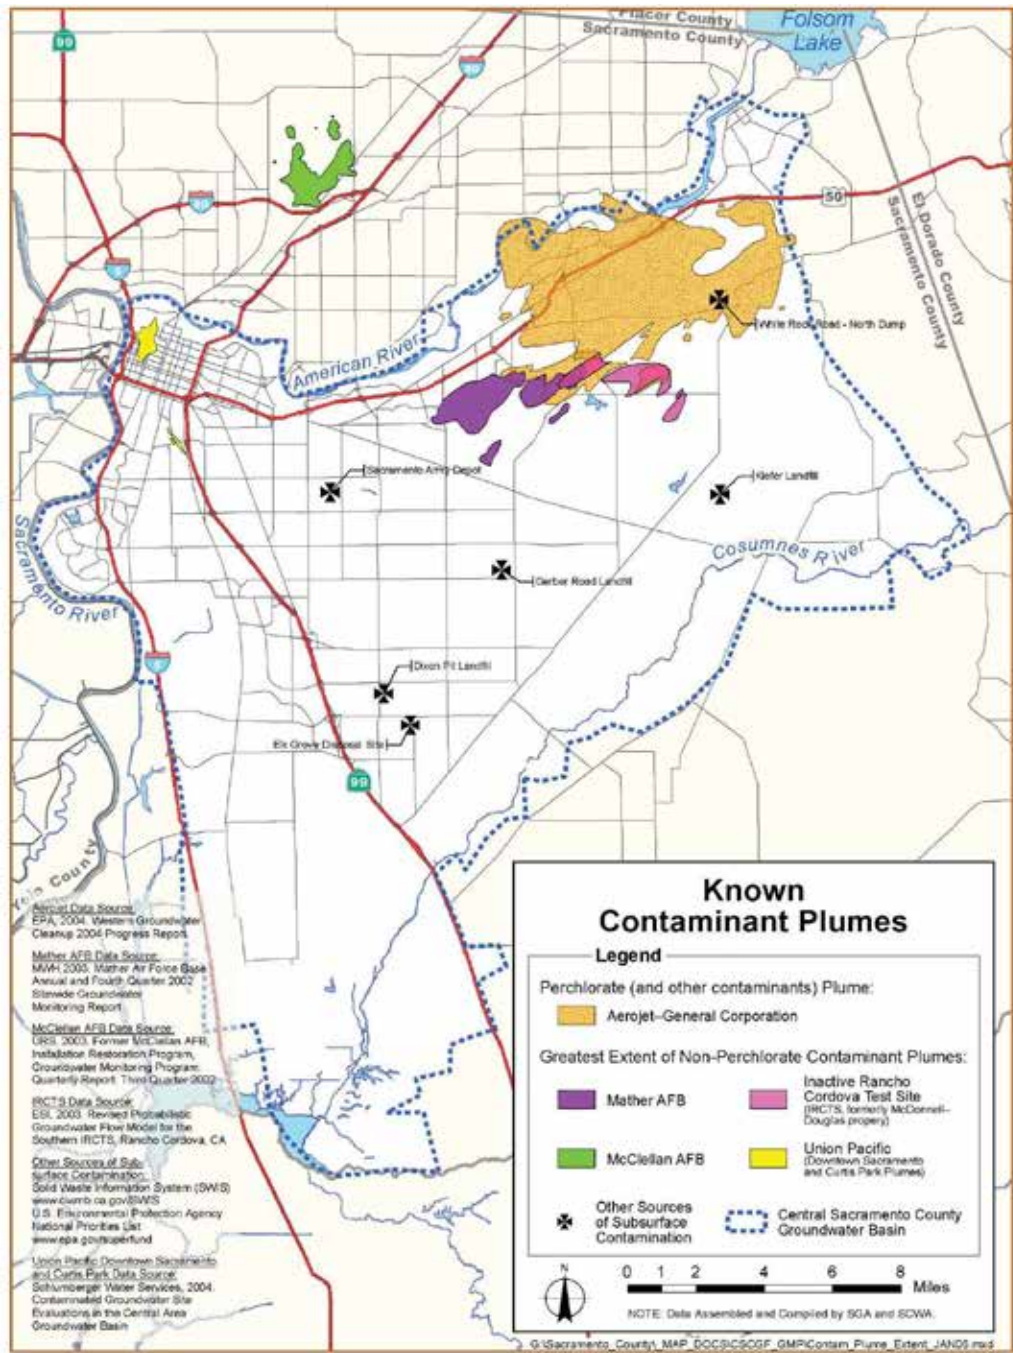 Placer County
Sacramento County
Folsom
Lake
99
80
80
50
El Dorado County
Sacramento County
5
White Rock Road - North Dump
American River
Sacramento Army Depot
Kiefer Landfill
Sacramento River
Cosumnes River
Gerber Road Landfill
5
Dixon Pit Landfill
Elk Grove Disposal Site
99
Yolo County
Aerojet Data Source:
EPA, 2004. Western Groundwater
Cleanup 2004 Progress Report.
Mather AFB Data Source:
MWH 2003. Mather Air Force Base
Annual and Fourth Quarter 2002
Sitewide Groundwater
Monitoring Report
McClellan AFB Data Source:
URS, 2003. Former McClellan AFB,
Installation Restoration Program,
Groundwater Monitoring Program.
Quarterly Report. Third Quarter 2002
IRCTS Data Source:
ESI, 2003. Revised Probabilistic
Groundwater Flow Model for the
Southern IRCTS, Rancho Cordova, CA
Other Sources of Sub-
surface Contamination:
Solid Waste Information System (SWIS)
www.ciwmb.ca.gov/SWIS
U.S. Environmental Protection Agency
National Priorities List
www.epa.gov/superfund
Union Pacific Downtown Sacramento
and Curtis Park Data Source:
Schlumberger Water Services, 2004.
Contaminated Groundwater Site
Evaluations in the Central Area
Groundwater Basin
Known
Contaminant Plumes
Legend
Perchlorate (and other contaminants) Plume:
Aerojet–General Corporation
Greatest Extent of Non-Perchlorate Contaminant Plumes:
Mather AFB
Inactive Rancho
Cordova Test Site
(IRCTS, formerly McDonnell–
Douglas propery)
McClellan AFB
Union Pacific
(Downtown Sacramento
and Curtis Park Plumes)
Other Sources
of Subsurface
Contamination
Central Sacramento County
Groundwater Basin
N
0 1 2 4 6 8
Miles
NOTE: Data Assembled and Compiled by SGA and SCWA.
G:\Sacramento_County\_MAP_DOCS\CSCGF_GMP\Contam_Plume_Extent_JAN05.mxd